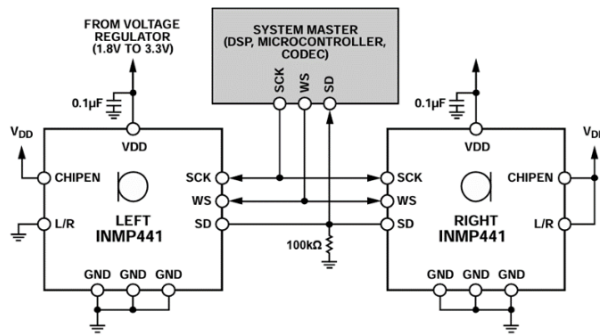 FROM VOLTAGE
REGULATOR
(1.8V TO 3.3V)
SYSTEM MASTER
(DSP, MICROCONTROLLER,
CODEC)
SCK
WS
SD
0.1µF
0.1µF
VDD
VDD
VDD
VDD
CHIPEN
SCK
SCK
CHIPEN
WS
WS
LEFT
INMP441
L/R
SD
SD
RIGHT
INMP441
L/R
100kΩ
GND GND GND
GND GND GND